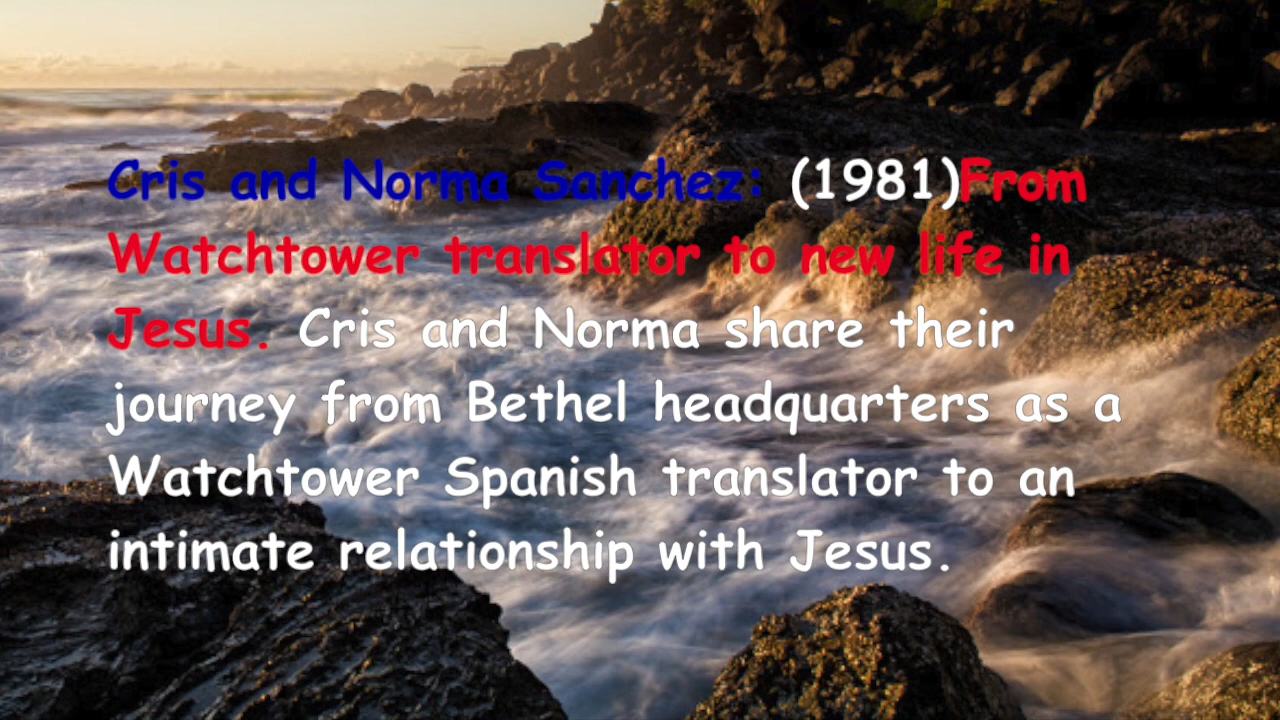 Cris and Norma Sanchez: (1981)From
Watchtower translator to new life in
Jesus. Cris and Norma share their
journey from Bethel headquarters as a
Watchtower Spanish translator to an
intimate relationship with Jesus.